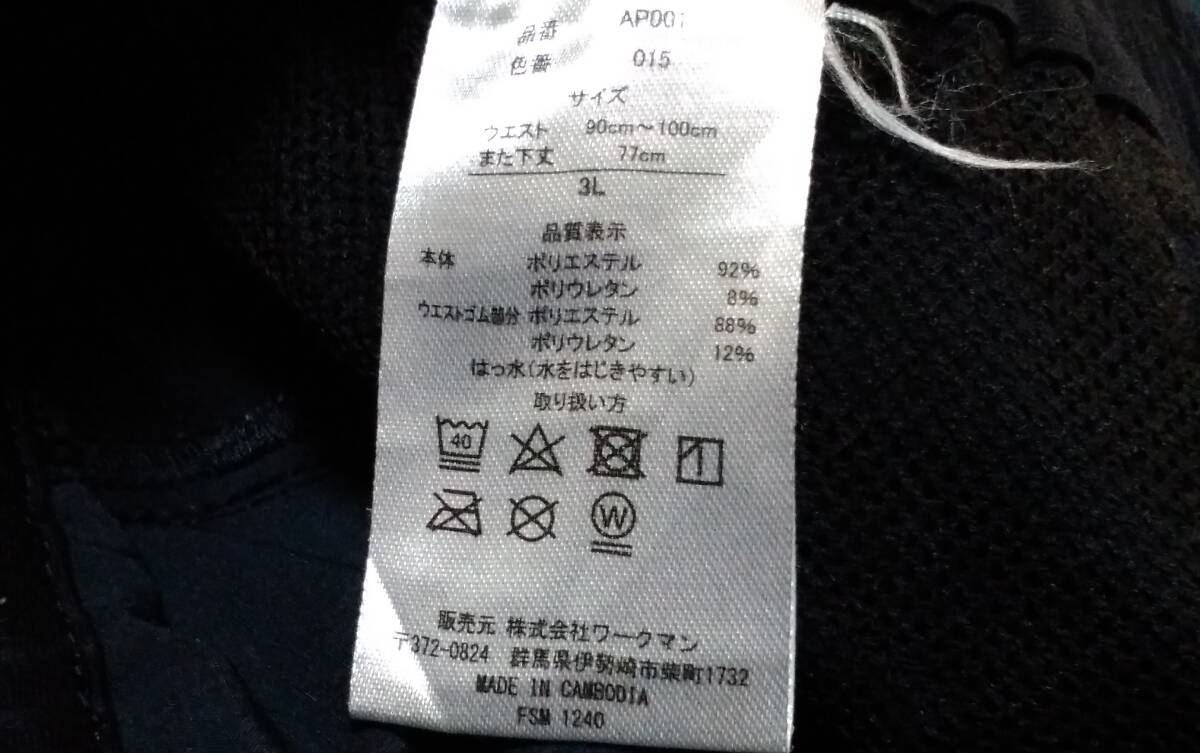 品番 AP001
色番 015
サイズ
ウエスト 90cm～100cm
また下丈 77cm
3L
品質表示
本体 ポリエステル 92%
ポリウレタン 8%
ウエストゴム部分 ポリエステル 88%
ポリウレタン 12%
はっ水(水をはじきやすい)
取り扱い方
40
W
販売元 株式会社ワークマン
〒372-0824 群馬県伊勢崎市柴町1732
MADE IN CAMBODIA
FSM 1240